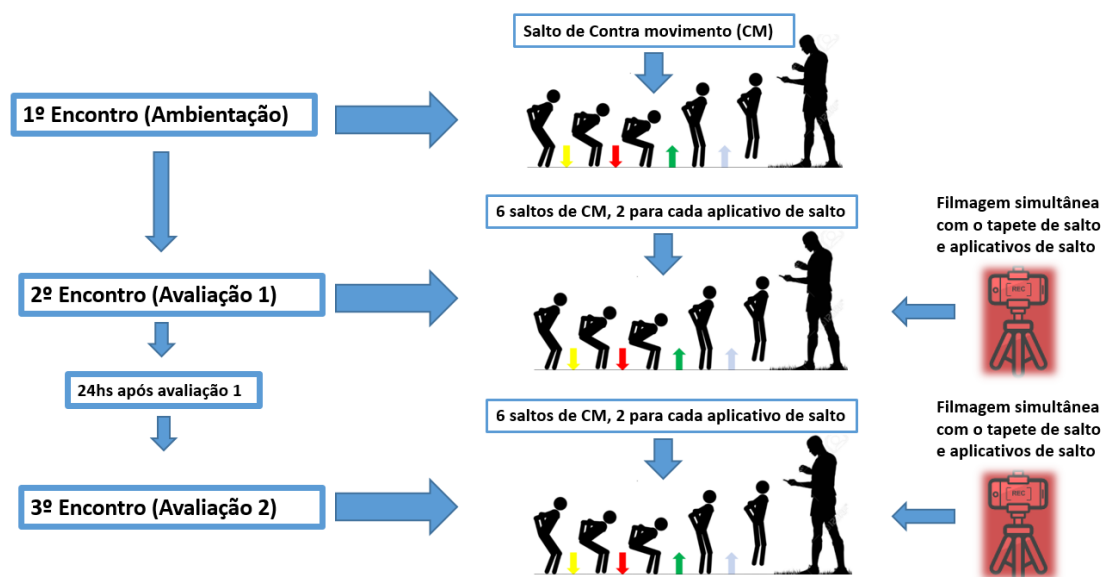 Salto de Contra movimento (CM)
1º Encontro (Ambientação)
6 saltos de CM, 2 para cada aplicativo de salto
Filmagem simultânea
com o tapete de salto
e aplicativos de salto
2º Encontro (Avaliação 1)
REC
24hs após avaliação 1
6 saltos de CM, 2 para cada aplicativo de salto
Filmagem simultânea
com o tapete de salto
e aplicativos de salto
3º Encontro (Avaliação 2)
REC